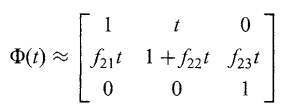 1 t 0
Φ(t) ≈ f₂₁t 1 + f₂₂t f₂₃t
0 0 1